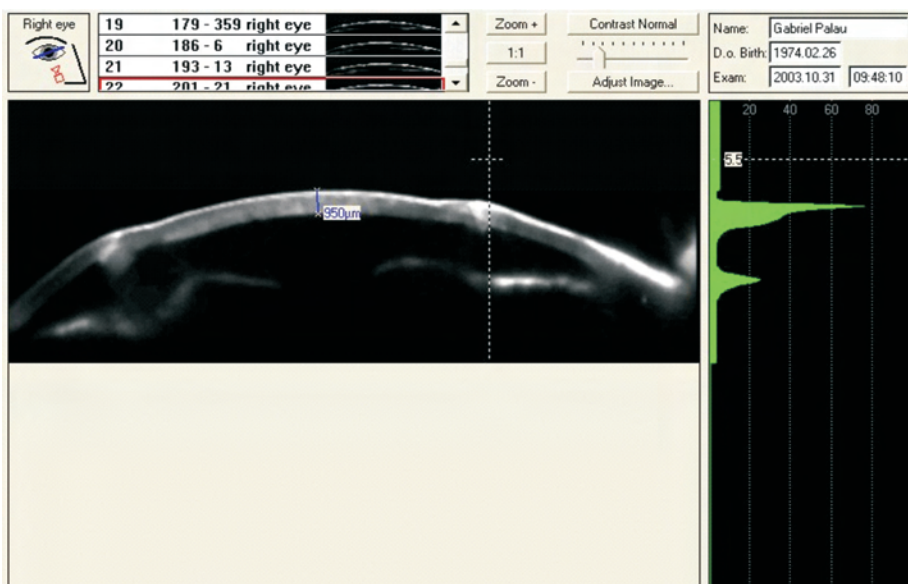 Right eye
19 179 - 359 right eye
20 186 - 6 right eye
21 193 - 13 right eye
22 201 - 21 right eye
Zoom +
1:1
Zoom -
Contrast Normal
Adjust Image...
Name: Gabriel Palau
D.o. Birth: 1974.02.26
Exam: 2003.10.31 09:48:10
20 40 60 80
5.5
950µm